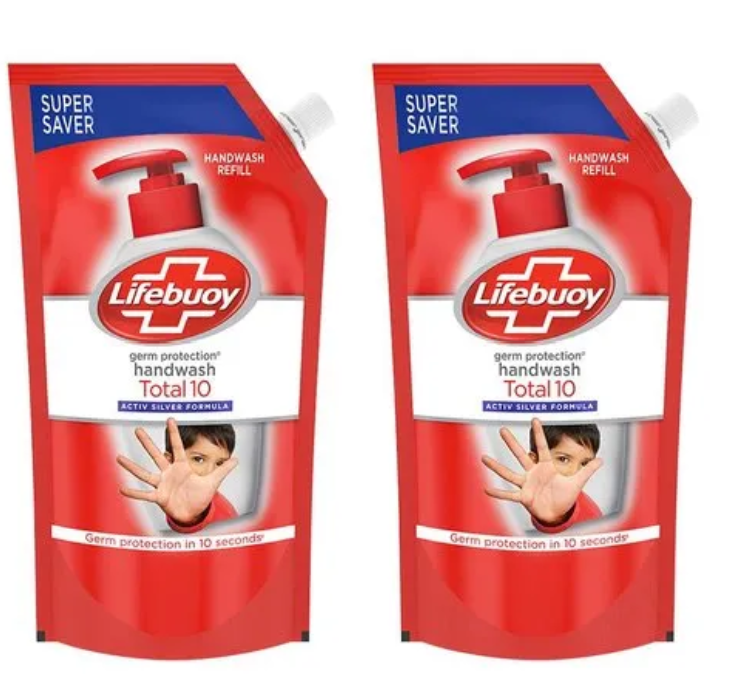 SUPER
SAVER
HANDWASH
REFILL
Lifebuoy
germ protection*
handwash
Total 10
ACTIV SILVER FORMULA
Germ protection in 10 seconds*
SUPER
SAVER
HANDWASH
REFILL
Lifebuoy
germ protection*
handwash
Total 10
ACTIV SILVER FORMULA
Germ protection in 10 seconds*